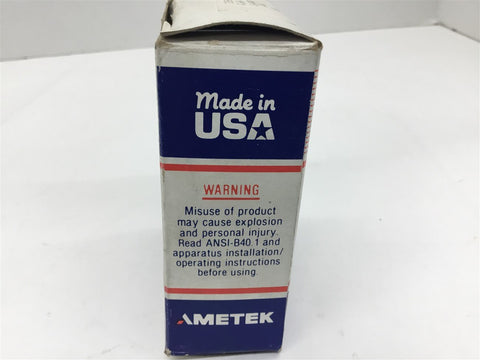 Made in
USA
WARNING
Misuse of product
may cause explosion
and personal injury.
Read ANSI-B40.1 and
apparatus installation/
operating instructions
before using.
AMETEK